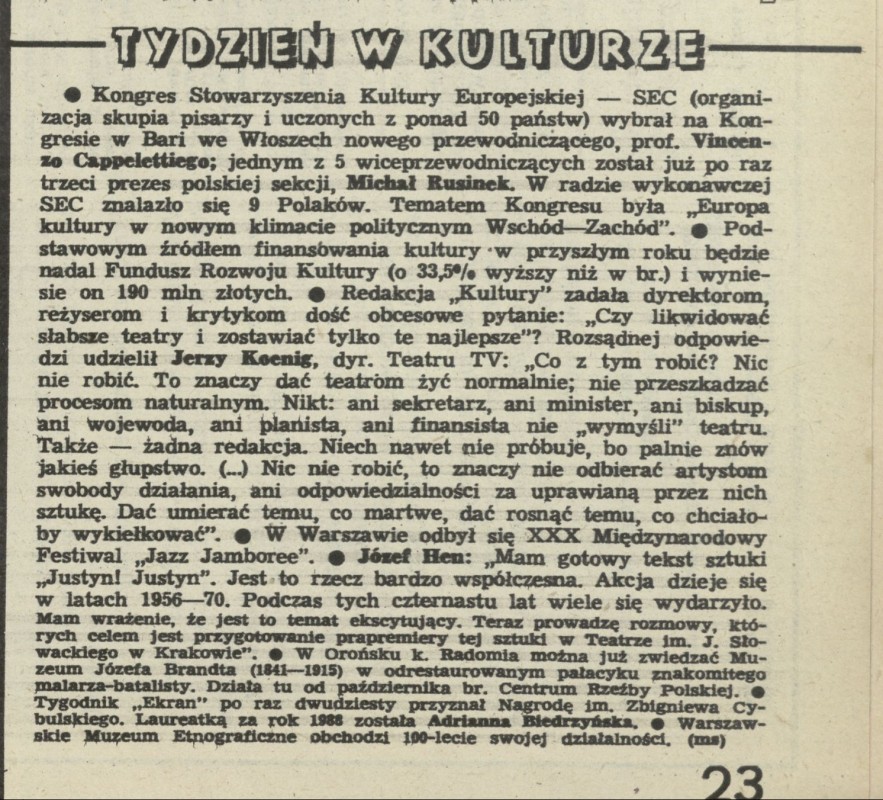 TYDZIEŃ W KULTURZE
● Kongres Stowarzyszenia Kultury Europejskiej — SEC (organi-
zacja skupia pisarzy i uczonych z ponad 50 państw) wybrał na Kon-
gresie w Bari we Włoszech nowego przewodniczącego, prof. Vincen-
zo Cappelettiego; jednym z 5 wiceprzewodniczących został już po raz
trzeci prezes polskiej sekcji, Michał Rusinek. W radzie wykonawczej
SEC znalazło się 9 Polaków. Tematem Kongresu była „Europa
kultury w nowym klimacie politycznym Wschód—Zachód”. ● Pod-
stawowym źródłem finansowania kultury w przyszłym roku będzie
nadal Fundusz Rozwoju Kultury (o 33,5% wyższy niż w br.) i wynie-
sie on 190 mln złotych. ● Redakcja „Kultury” zadała dyrektorom,
reżyserom i krytykom dość obcesowe pytanie: „Czy likwidować
słabsze teatry i zostawiać tylko te najlepsze”? Rozsądnej odpowie-
dzi udzielił Jerzy Koenig, dyr. Teatru TV: „Co z tym robić? Nic
nie robić. To znaczy dać teatrom żyć normalnie; nie przeszkadzać
procesom naturalnym. Nikt: ani sekretarz, ani minister, ani biskup,
ani wojewoda, ani planista, ani finansista nie „wymyśli” teatru.
Także — żadna redakcja. Niech nawet nie próbuje, bo palnie znów
jakieś głupstwo. (...) Nic nie robić, to znaczy nie odbierać artystom
swobody działania, ani odpowiedzialności za uprawianą przez nich
sztukę. Dać umierać temu, co martwe, dać rosnąć temu, co chciało-
by wykiełkować”. ● W Warszawie odbył się XXX Międzynarodowy
Festiwal „Jazz Jamboree”. ● Józef Hen: „Mam gotowy tekst sztuki
„Justyn! Justyn”. Jest to rzecz bardzo współczesna. Akcja dzieje się
w latach 1956—70. Podczas tych czternastu lat wiele się wydarzyło.
Mam wrażenie, że jest to temat ekscytujący. Teraz prowadzę rozmowy, któ-
rych celem jest przygotowanie prapremiery tej sztuki w Teatrze im. J. Sło-
wackiego w Krakowie”. ● W Orońsku k. Radomia można już zwiedzać Mu-
zeum Józefa Brandta (1841—1915) w odrestaurowanym pałacyku znakomitego
malarza-batalisty. Działa tu od października br. Centrum Rzeźby Polskiej. ●
Tygodnik „Ekran” po raz dwudziesty przyznał Nagrodę im. Zbigniewa Cy-
bulskiego. Laureatką za rok 1988 została Adrianna Biedrzyńska. ● Warszaw-
skie Muzeum Etnograficzne obchodzi 100-lecie swojej działalności. (ms)
23